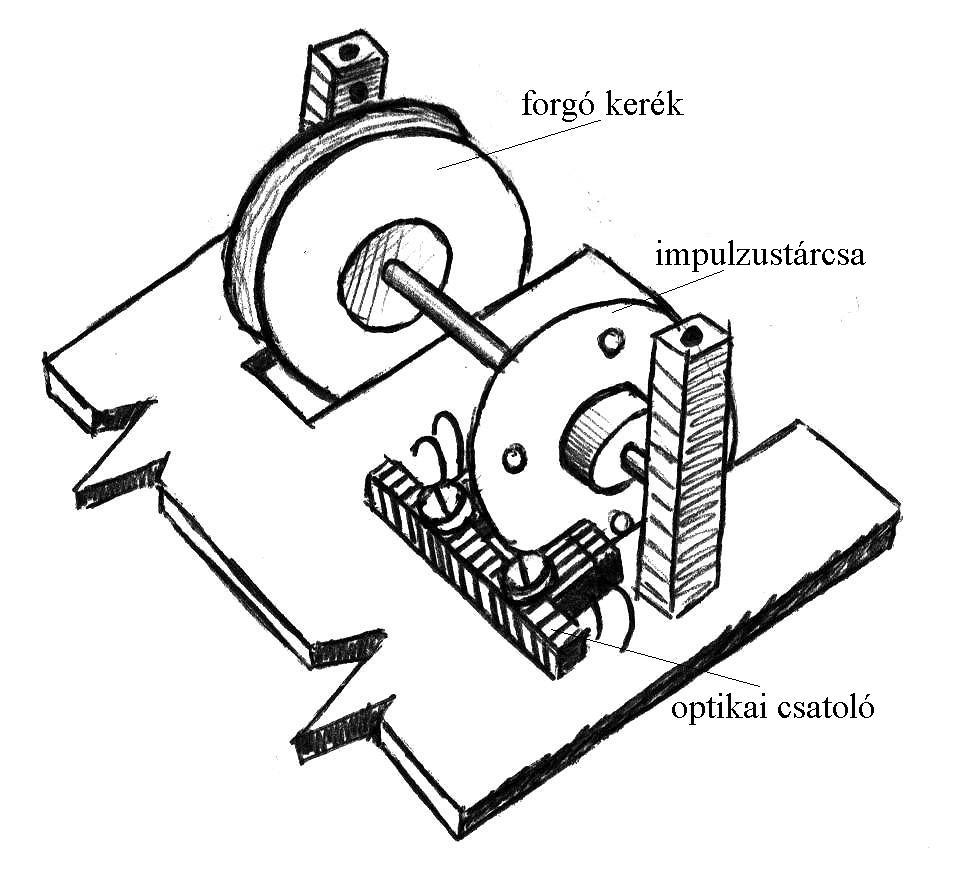 forgó kerék
impulzustárcsa
optikai csatoló